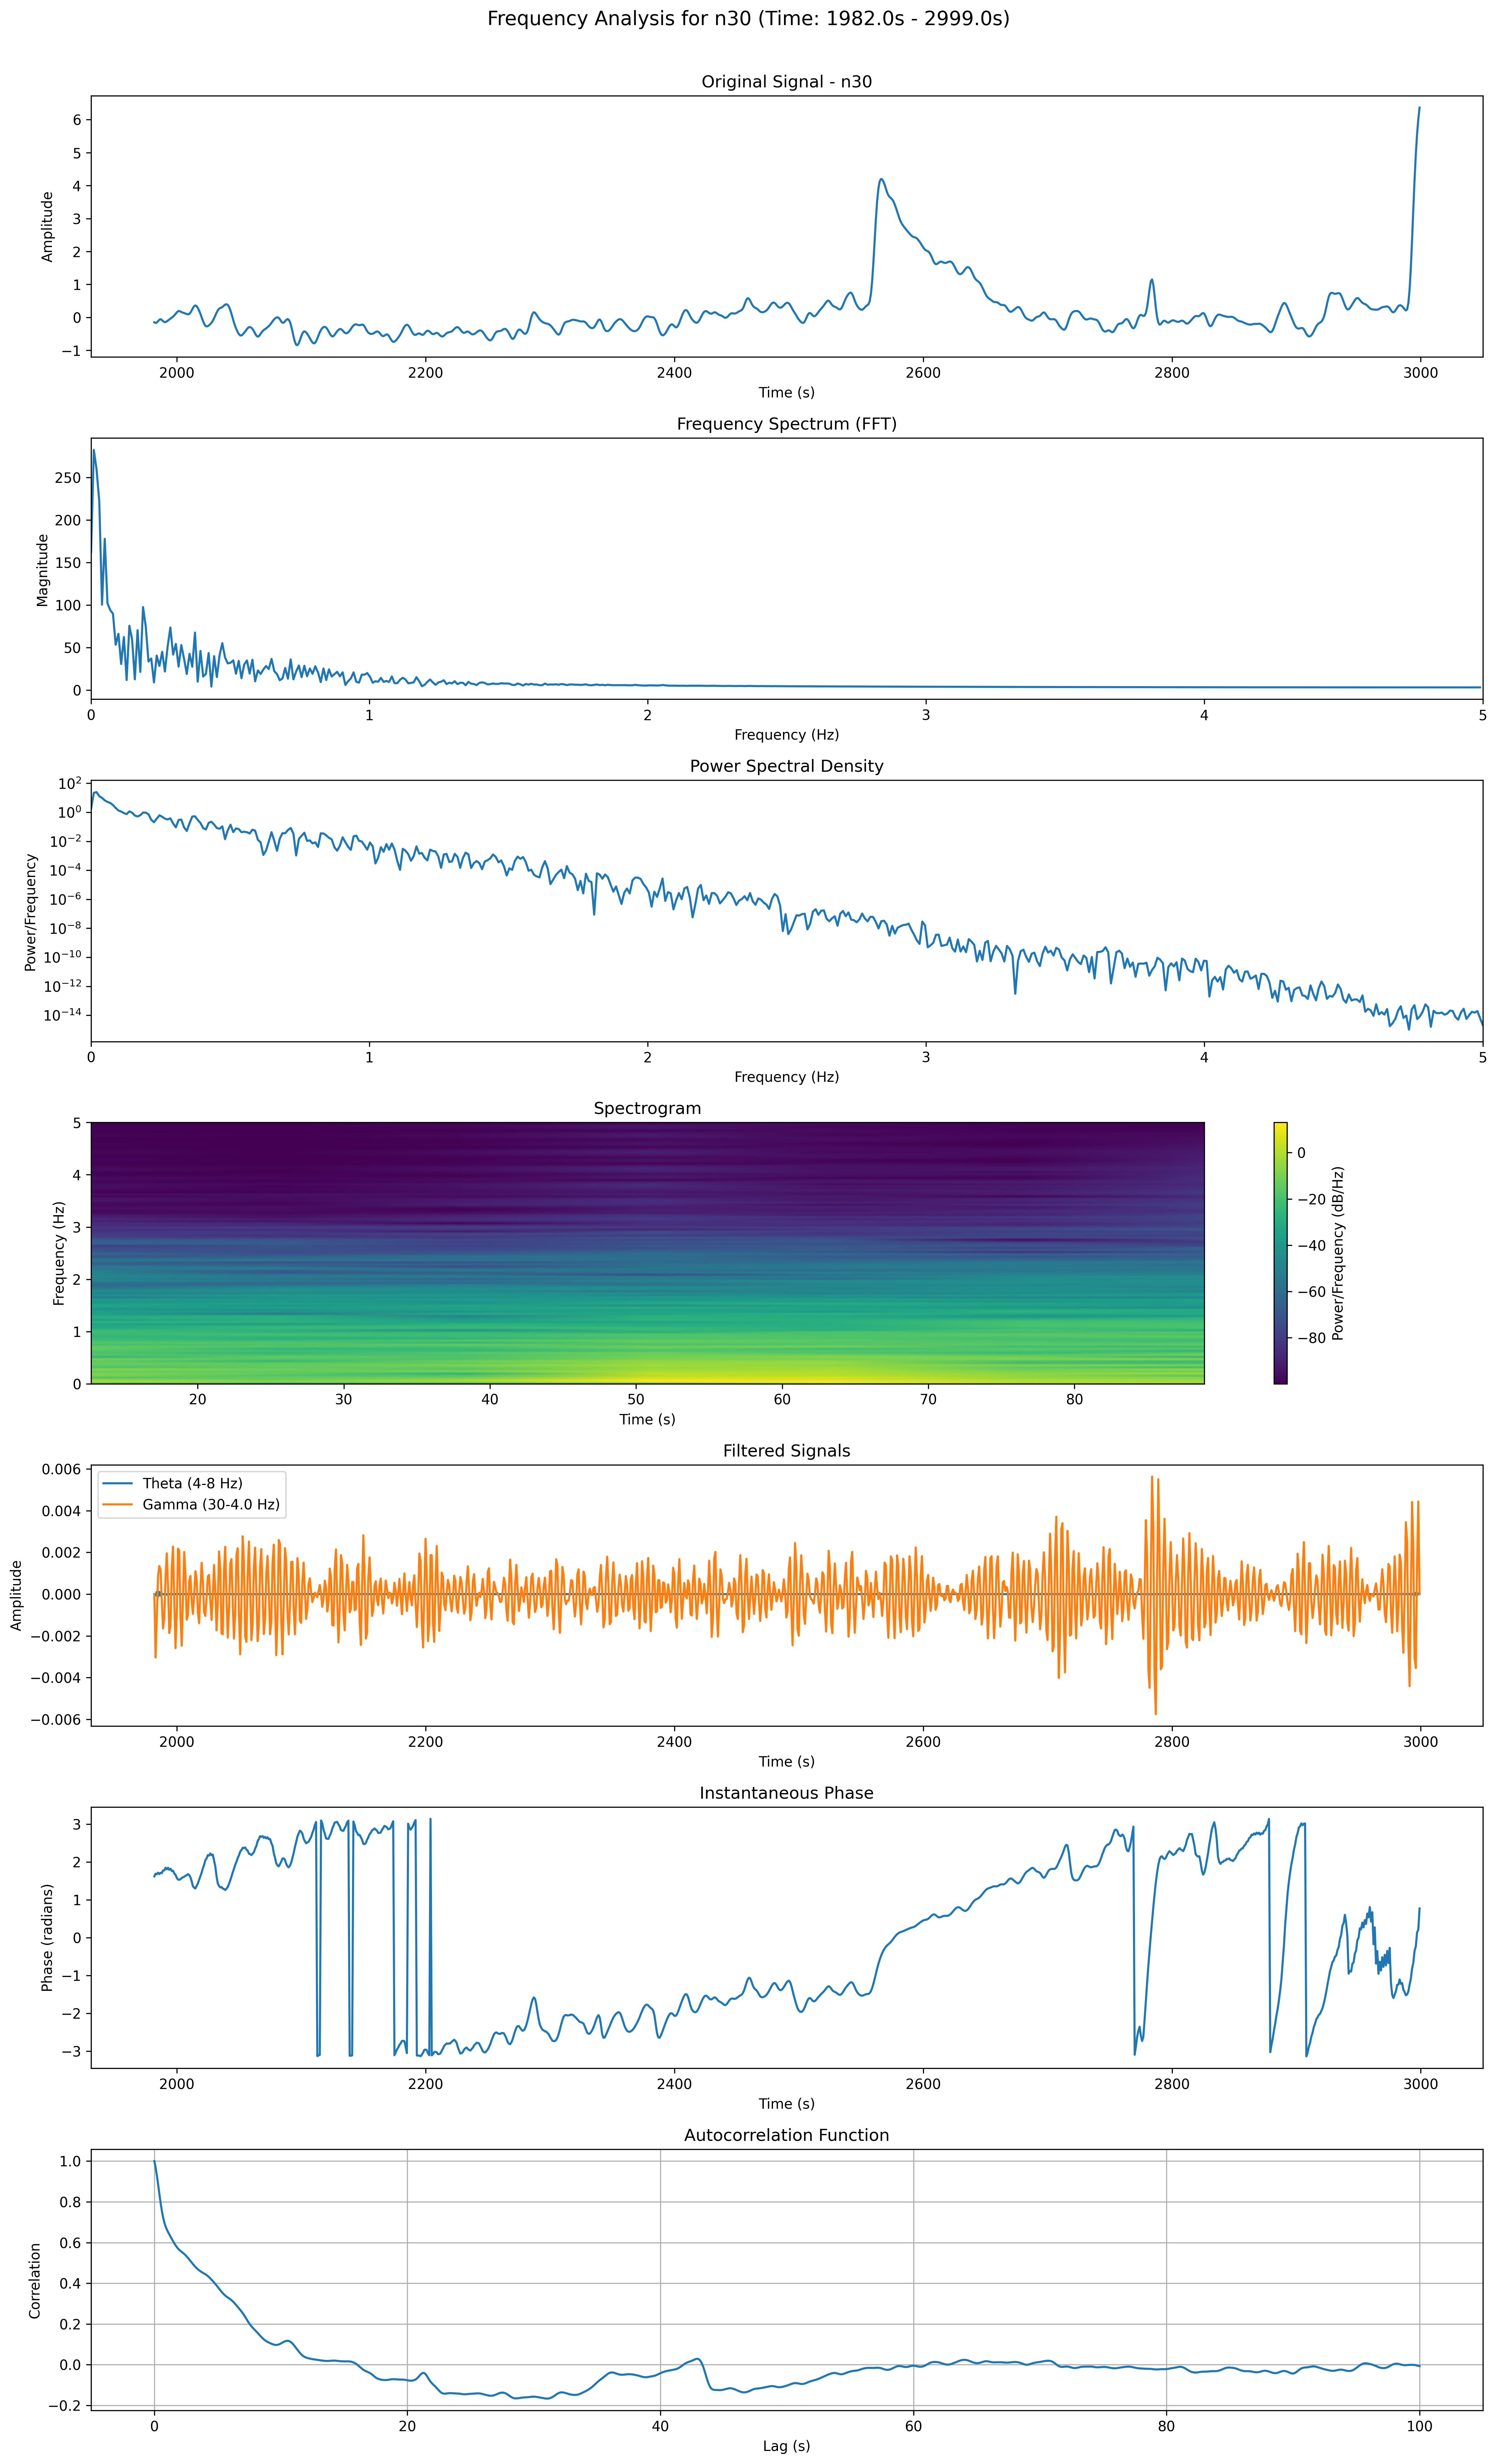 Frequency Analysis for n30 (Time: 1982.0s - 2999.0s)
Original Signal - n30
6
5
4
3
2
1
0
−1
Amplitude
2000 2200 2400 2600 2800 3000
Time (s)
Frequency Spectrum (FFT)
250
200
150
100
50
0
Magnitude
0 1 2 3 4 5
Frequency (Hz)
Power Spectral Density
10²
10⁰
10⁻²
10⁻⁴
10⁻⁶
10⁻⁸
10⁻¹⁰
10⁻¹²
10⁻¹⁴
Power/Frequency
0 1 2 3 4 5
Frequency (Hz)
Spectrogram
5
4
3
2
1
0
Frequency (Hz)
20 30 40 50 60 70 80
Time (s)
0
−20
−40
−60
−80
Power/Frequency (dB/Hz)
Filtered Signals
Theta (4-8 Hz)
Gamma (30-4.0 Hz)
0.006
0.004
0.002
0.000
−0.002
−0.004
−0.006
Amplitude
2000 2200 2400 2600 2800 3000
Time (s)
Instantaneous Phase
3
2
1
0
−1
−2
−3
Phase (radians)
2000 2200 2400 2600 2800 3000
Time (s)
Autocorrelation Function
1.0
0.8
0.6
0.4
0.2
0.0
−0.2
Correlation
0 20 40 60 80 100
Lag (s)